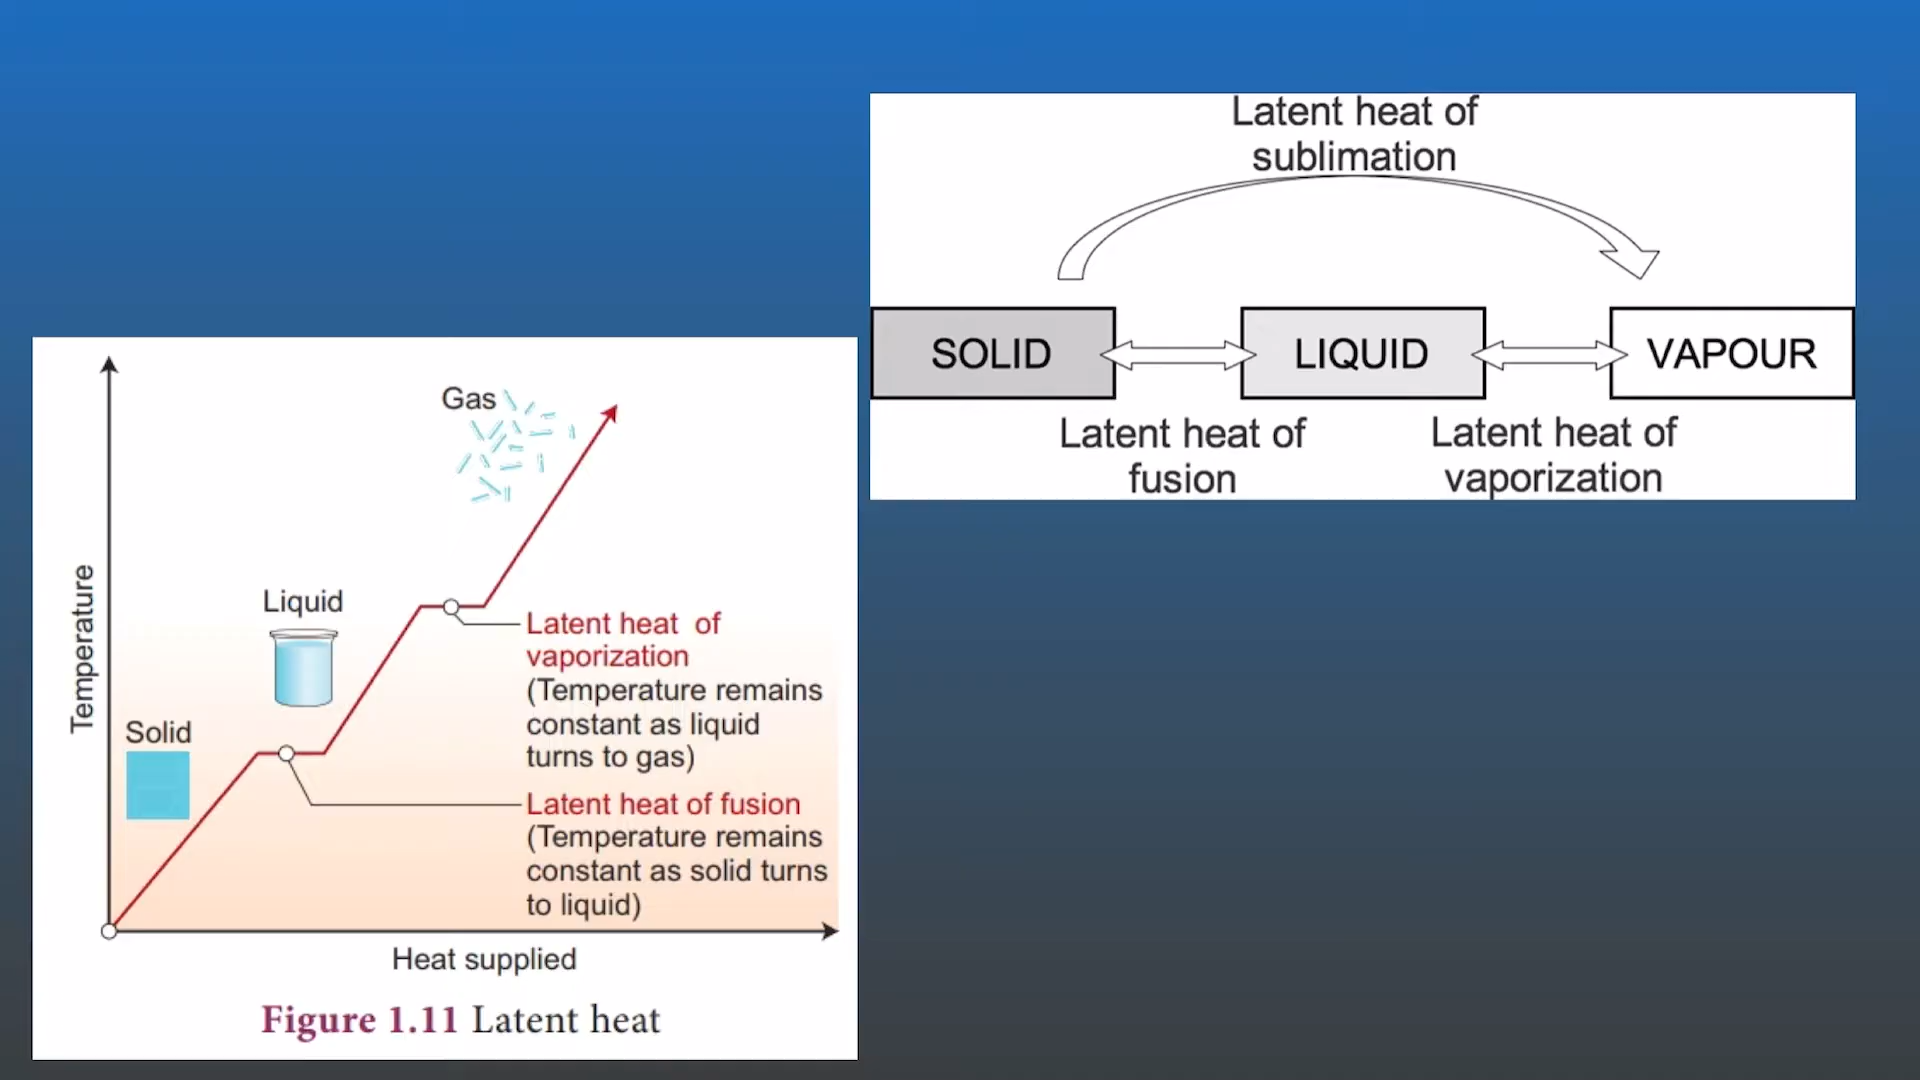 Latent heat of
sublimation
SOLID
LIQUID
VAPOUR
Latent heat of
fusion
Latent heat of
vaporization
Gas
Liquid
Solid
Temperature
Latent heat of
vaporization
(Temperature remains
constant as liquid
turns to gas)
Latent heat of fusion
(Temperature remains
constant as solid turns
to liquid)
Heat supplied
Figure 1.11 Latent heat